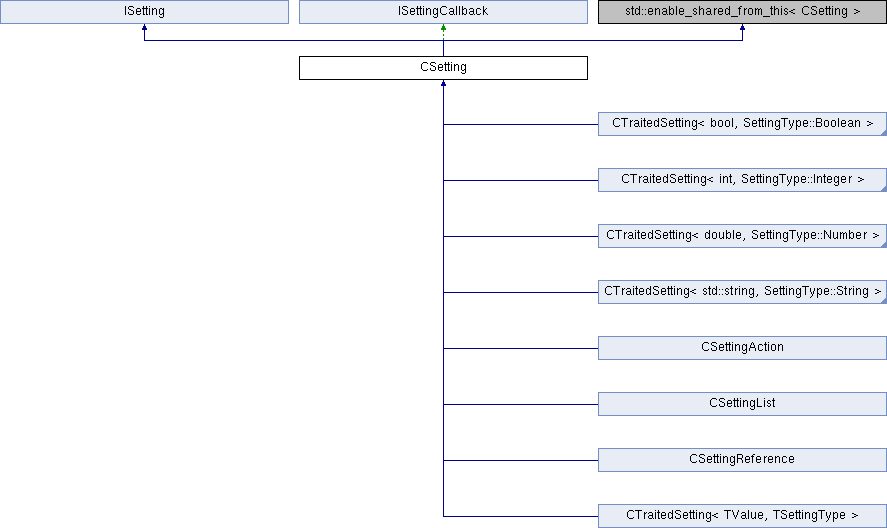 ISetting
ISettingCallback
std::enable_shared_from_this< CSetting >
CSetting
CTraitedSetting< bool, SettingType::Boolean >
CTraitedSetting< int, SettingType::Integer >
CTraitedSetting< double, SettingType::Number >
CTraitedSetting< std::string, SettingType::String >
CSettingAction
CSettingList
CSettingReference
CTraitedSetting< TValue, TSettingType >